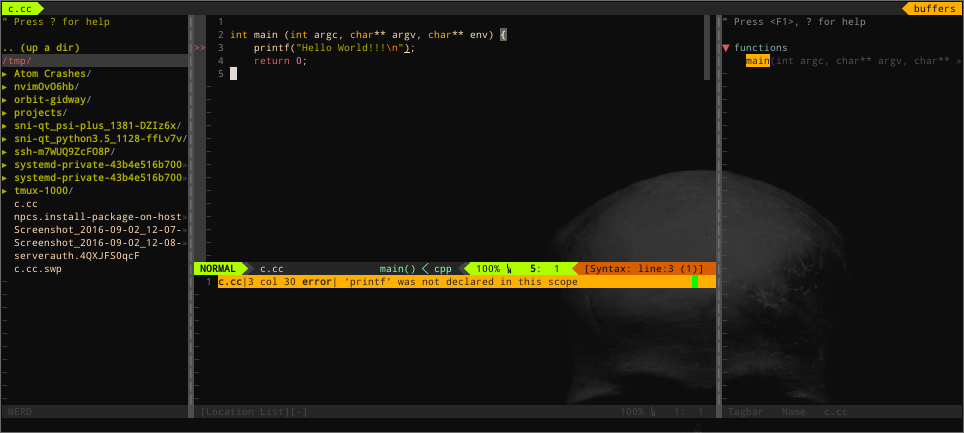 c.cc
buffers
" Press ? for help
.. (up a dir)
/tmp/
▸ Atom Crashes/
▸ nvimOvO6hb/
▸ orbit-gidway/
▸ projects/
▸ sni-qt_psi-plus_1381-DZIz6x/
▸ sni-qt_python3.5_1128-ffLv7v/
▸ ssh-m7WUQ9ZcFO8P/
▸ systemd-private-43b4e516b700»
▸ systemd-private-43b4e516b700»
▸ tmux-1000/
c.cc
npcs.install-package-on-host»
Screenshot_2016-09-02_12-07-»
Screenshot_2016-09-02_12-08-»
serverauth.4QXJFSOqcF
c.cc.swp
NERD
1
2 int main (int argc, char** argv, char** env) {
>> 3 printf("Hello World!!!\n");
4 return 0;
5 }
NORMAL c.cc main() < cpp 100% ␤ 5: 1 [Syntax: line:3 (1)]
1 c.cc|3 col 30 error| ‘printf’ was not declared in this scope
[Location List][-] 100% ␤ 1: 1
" Press <F1>, ? for help
▼ functions
main(int argc, char** argv, char** »
Tagbar Name c.cc